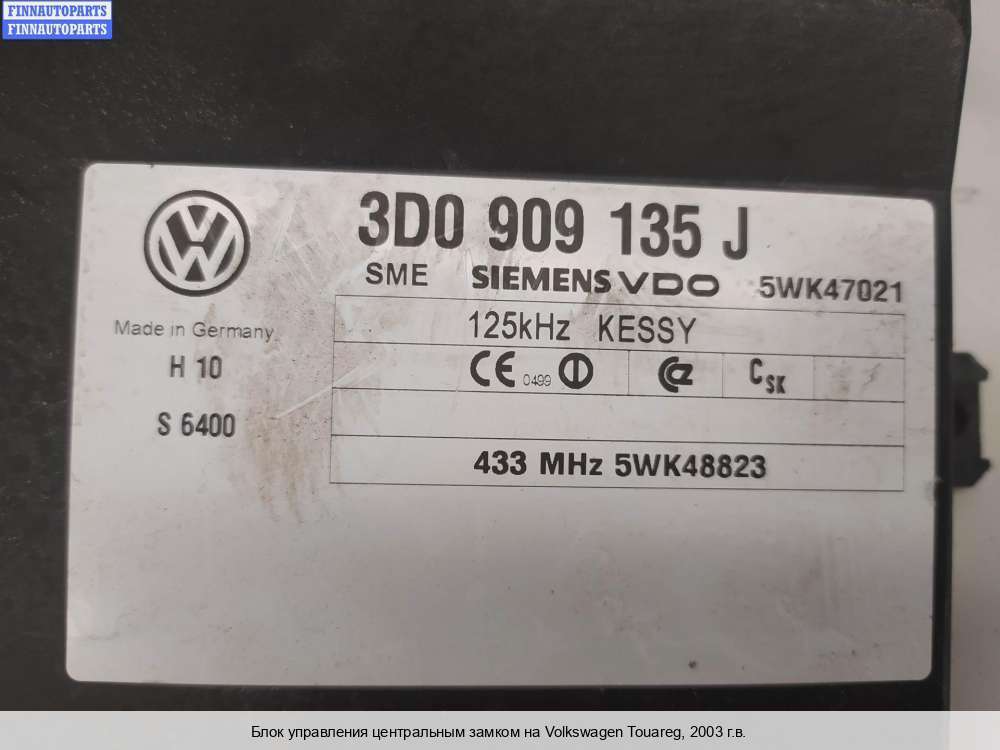 FINNAUTOPARTS
FINNAUTOPARTS
3D0 909 135 J
SME SIEMENS VDO 5WK47021
Made in Germany
125kHz KESSY
H 10
CE 0499
CSK
S 6400
433 MHz 5WK48823
Блок управления центральным замком на Volkswagen Touareg, 2003 г.в.